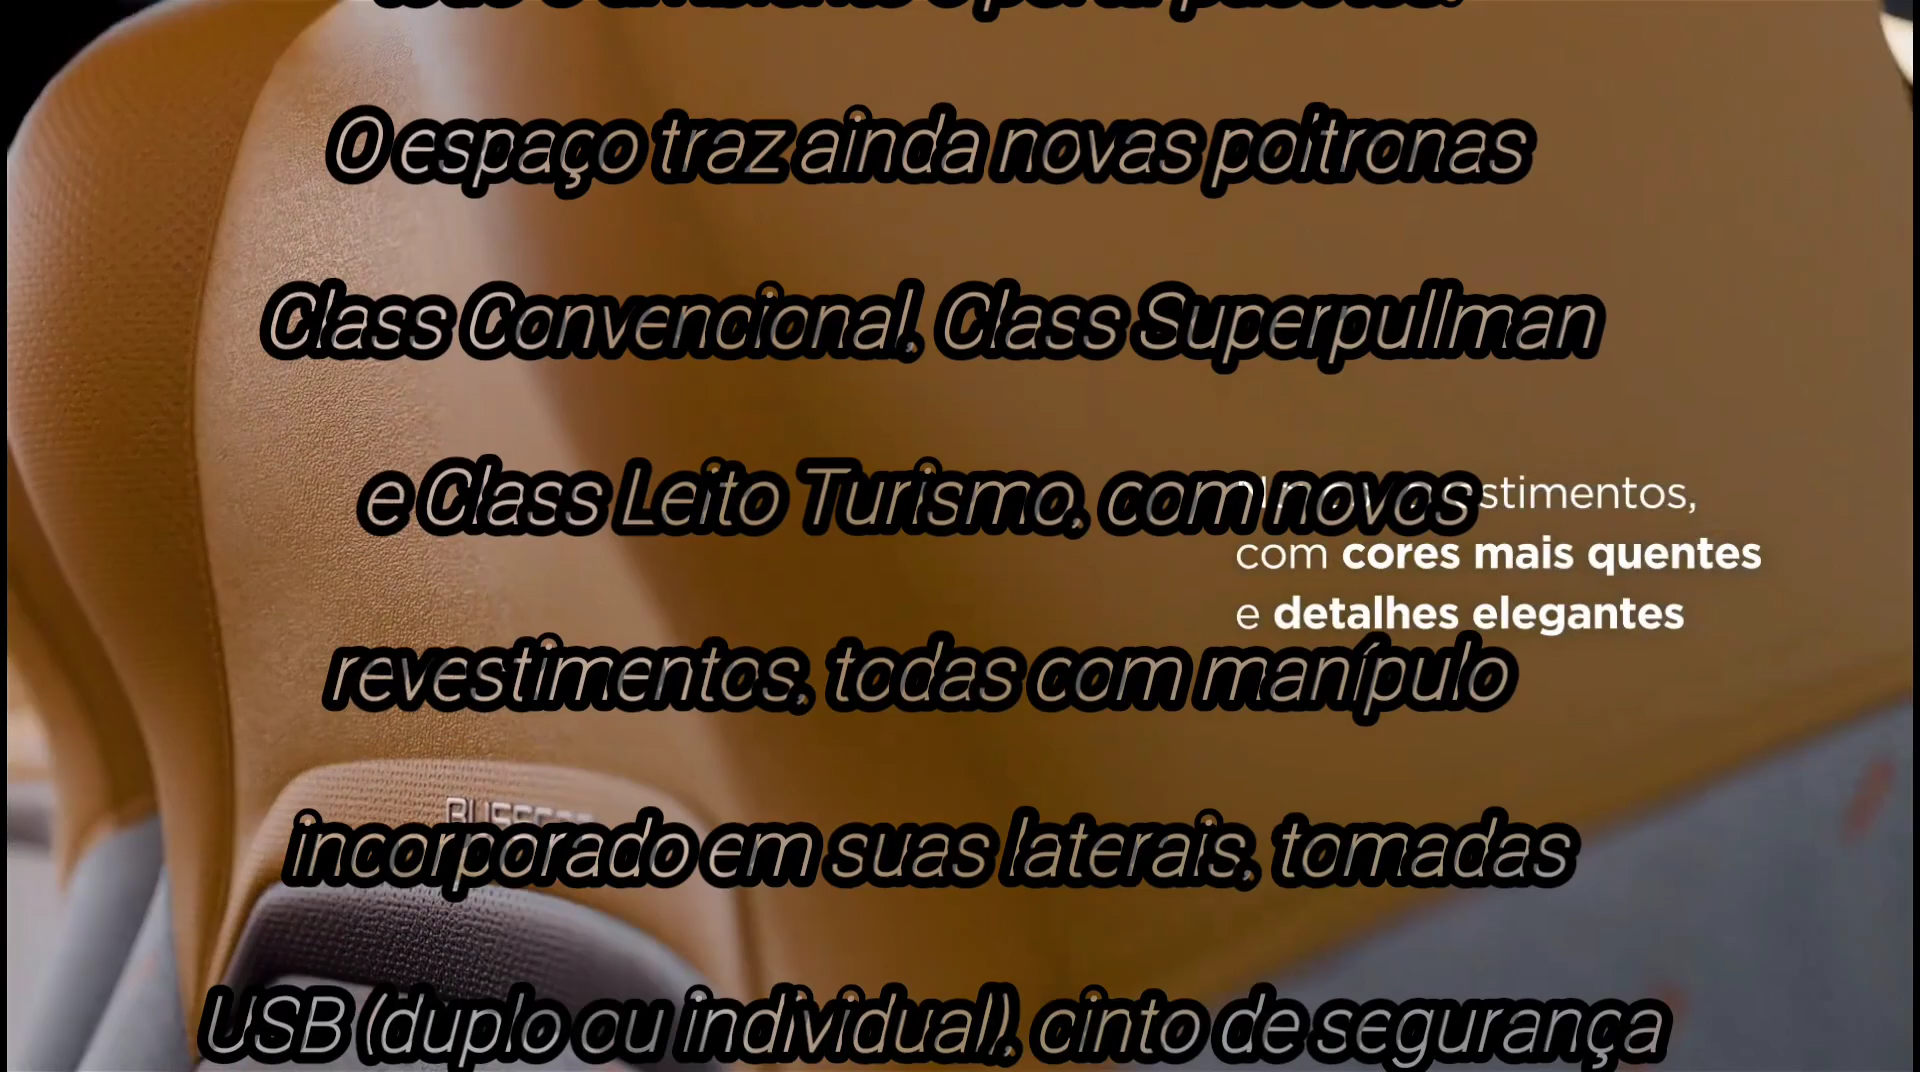 O espaço traz ainda novas poltronas
Class Convencional, Class Superpullman
e Class Leito Turismo, com novos
stimentos,
com cores mais quentes
e detalhes elegantes
revestimentos, todas com manípulo
incorporado em suas laterais, tomadas
USB (duplo ou individual), cinto de segurança